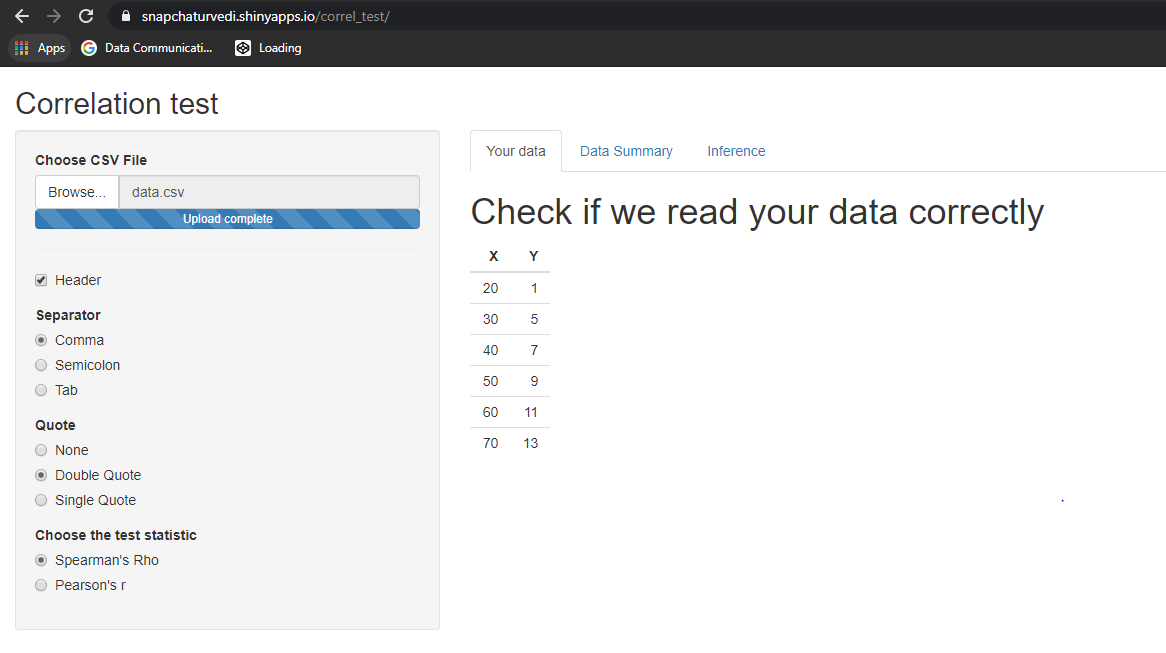 snapchaturvedi.shinyapps.io/correl_test/
Apps Data Communicati... Loading
Correlation test
Choose CSV File
Browse... data.csv
Upload complete
Header
Separator
Comma
Semicolon
Tab
Quote
None
Double Quote
Single Quote
Choose the test statistic
Spearman's Rho
Pearson's r
Your data Data Summary Inference
Check if we read your data correctly
X Y
20 1
30 5
40 7
50 9
60 11
70 13